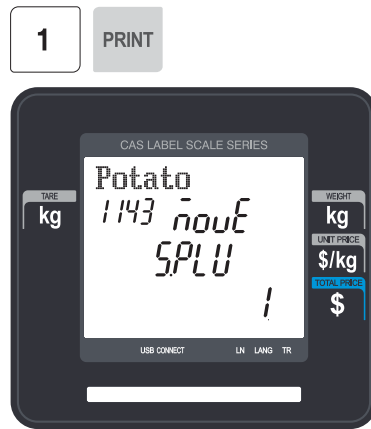 1 PRINT
CAS LABEL SCALE SERIES
Potato
TARE
kg
1143 n̄ouE
S.PLU
1
WEIGHT
kg
UNIT PRICE
$/kg
TOTAL PRICE
$
USB CONNECT LN LANG TR